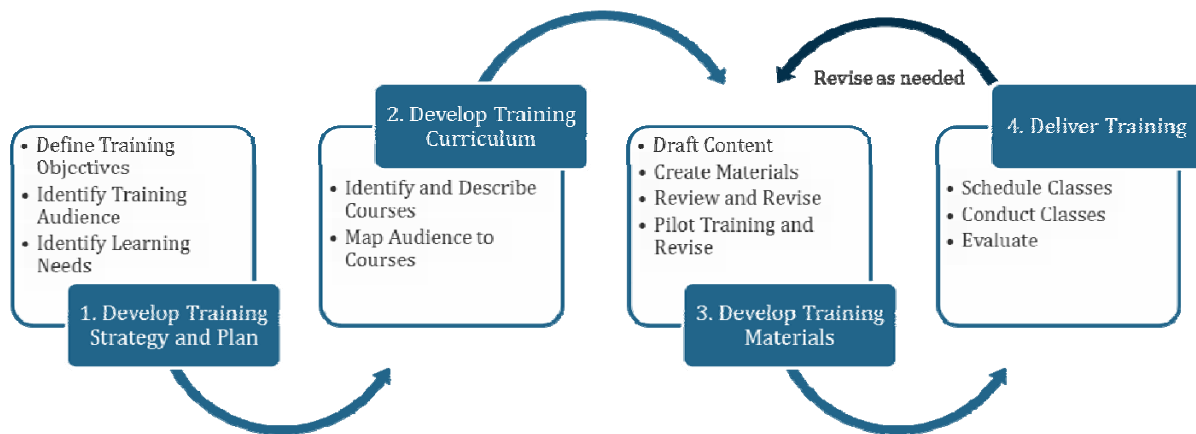 • Define Training
Objectives
• Identify Training
Audience
• Identify Learning
Needs
1. Develop Training
Strategy and Plan
2. Develop Training
Curriculum
• Identify and Describe
Courses
• Map Audience to
Courses
• Draft Content
• Create Materials
• Review and Revise
• Pilot Training and
Revise
3. Develop Training
Materials
Revise as needed
4. Deliver Training
• Schedule Classes
• Conduct Classes
• Evaluate